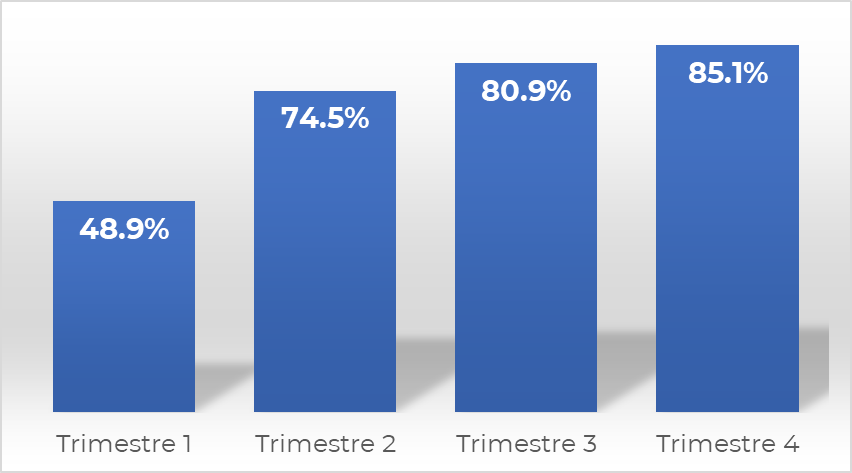 85.1%
80.9%
74.5%
48.9%
Trimestre 1
Trimestre 2
Trimestre 3
Trimestre 4